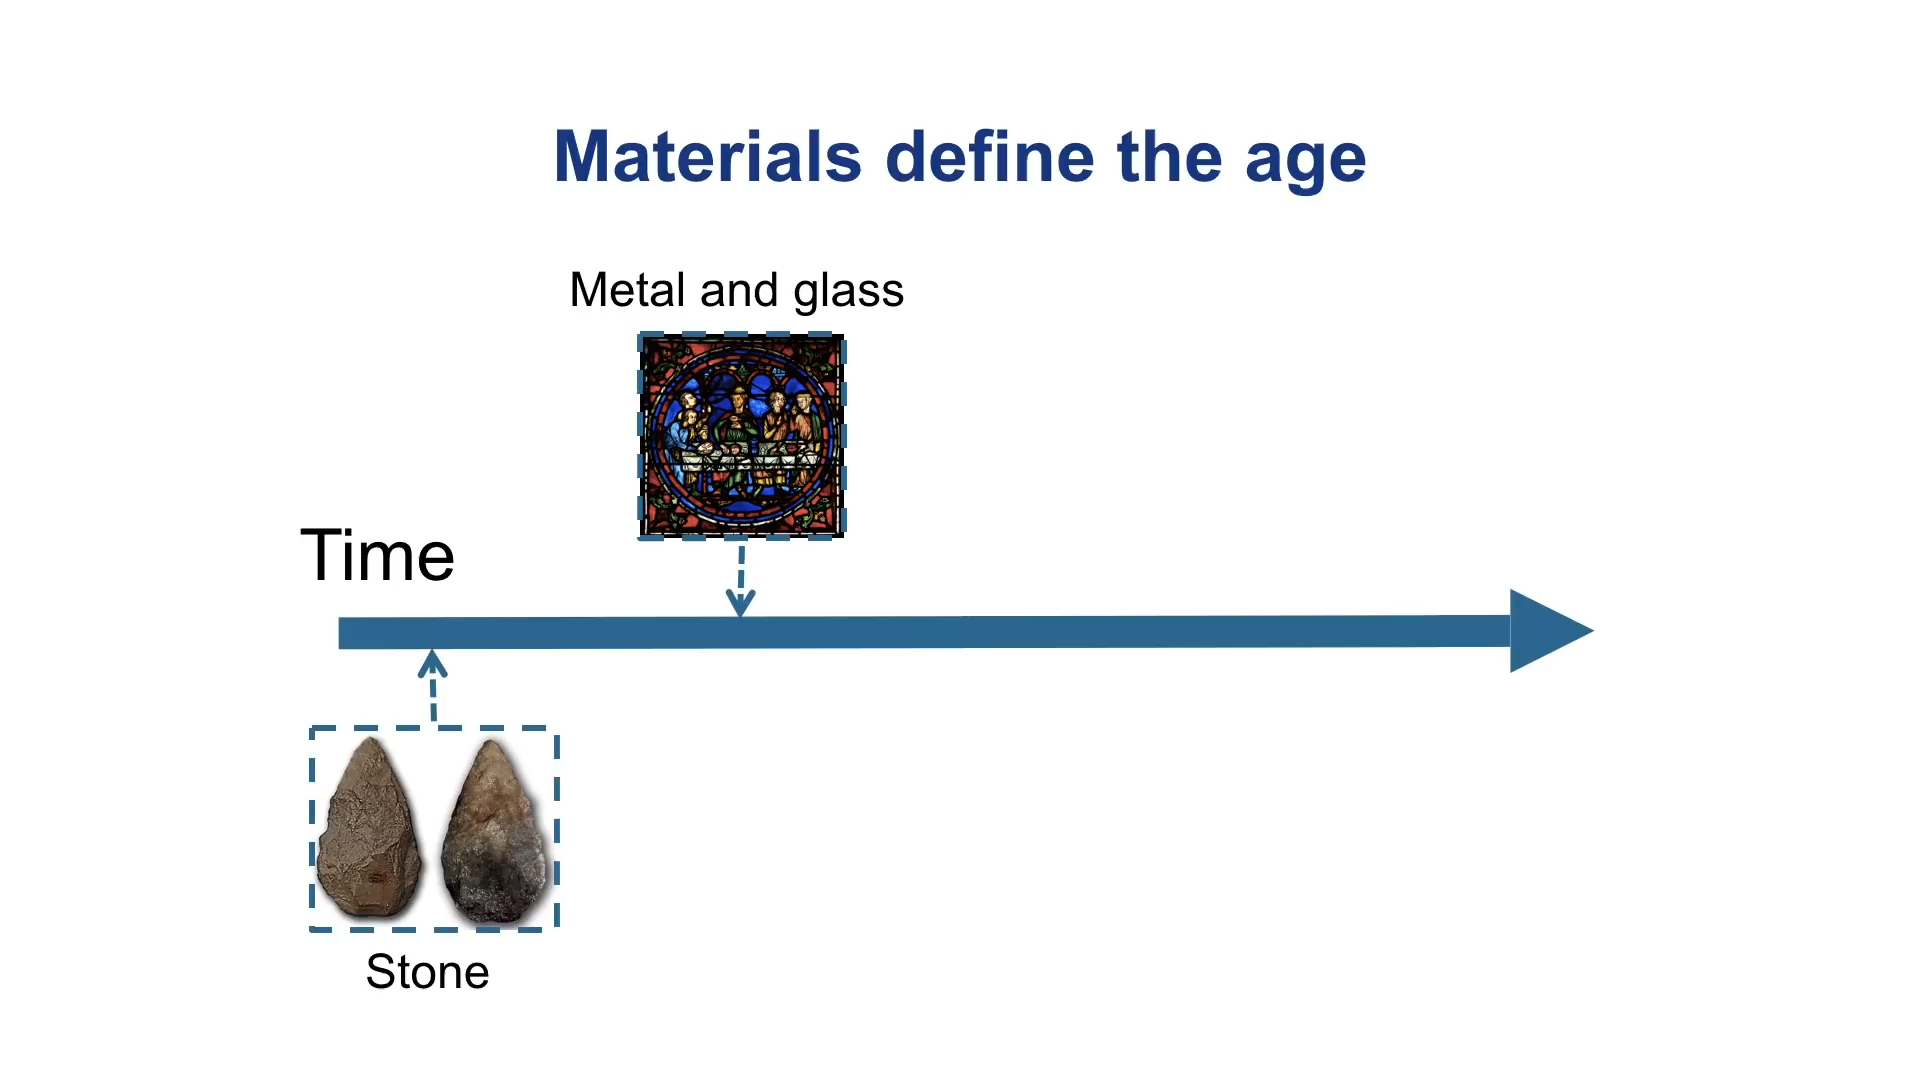 Materials define the age
Metal and glass
Time
Stone